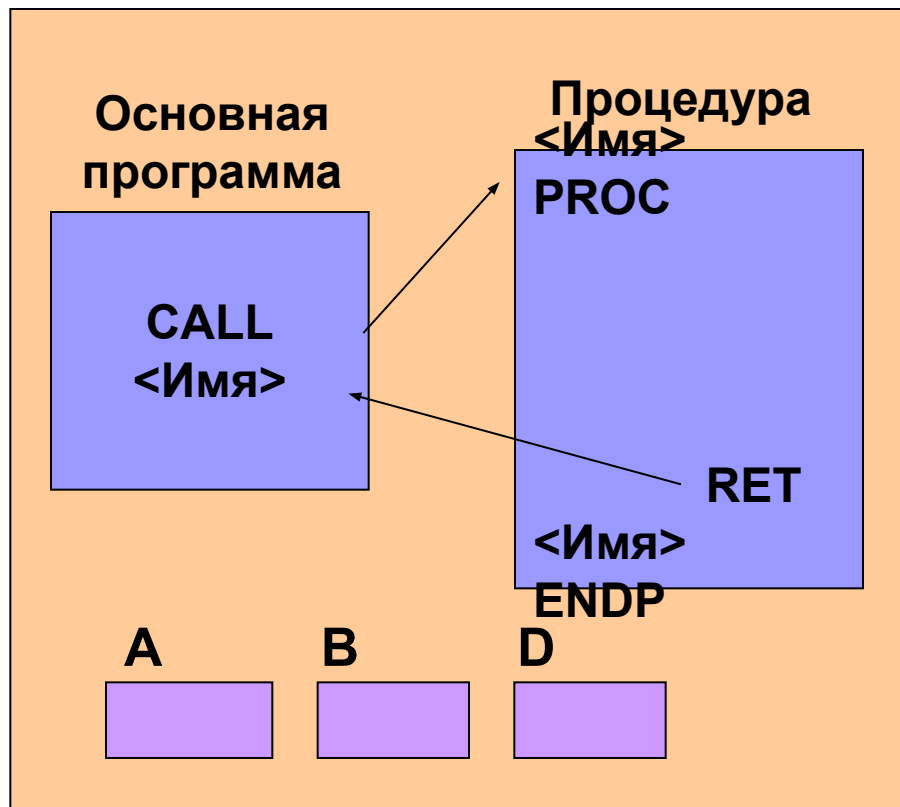 Основная
программа
CALL
<Имя>
Процедура
<Имя>
PROC
RET
<Имя>
ENDP
A
B
D